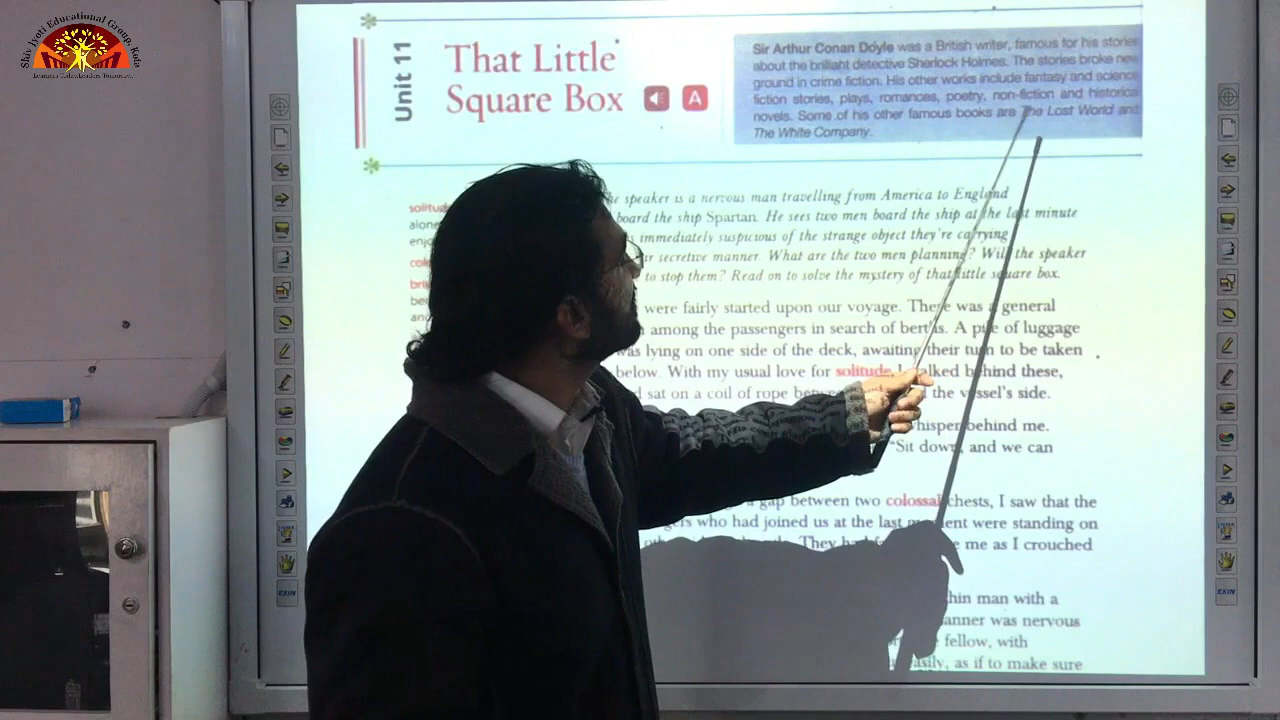 Shiv Jyoti Educational Group, Kota
Learners Today, Leaders Tomorrow.
Unit 11
That Little
Square Box
A
Sir Arthur Conan Doyle was a British writer, famous for his stories
about the brilliant detective Sherlock Holmes. The stories broke new
ground in crime fiction. His other works include fantasy and science
fiction stories, plays, romances, poetry, non-fiction and historical
novels. Some of his other famous books are The Lost World and
The White Company.
speaker is a nervous man travelling from America to England
board the ship Spartan. He sees two men board the ship at the last minute
immediately suspicious of the strange object they're carrying
secretive manner. What are the two men planning? Will the speaker
to stop them? Read on to solve the mystery of that little square box.
were fairly started upon our voyage. There was a general
among the passengers in search of berths. A pile of luggage
was lying on one side of the deck, awaiting their turn to be taken
below. With my usual love for solitude, I walked behind these,
sat on a coil of rope between the vessel's side.
whisper behind me.
"Sit down, and we can
gap between two colossal chests, I saw that the
who had joined us at the last moment were standing on
They me as I crouched
thin man with a
manner was nervous
fellow, with
easily, as if to make sure
EXIN
EXIN